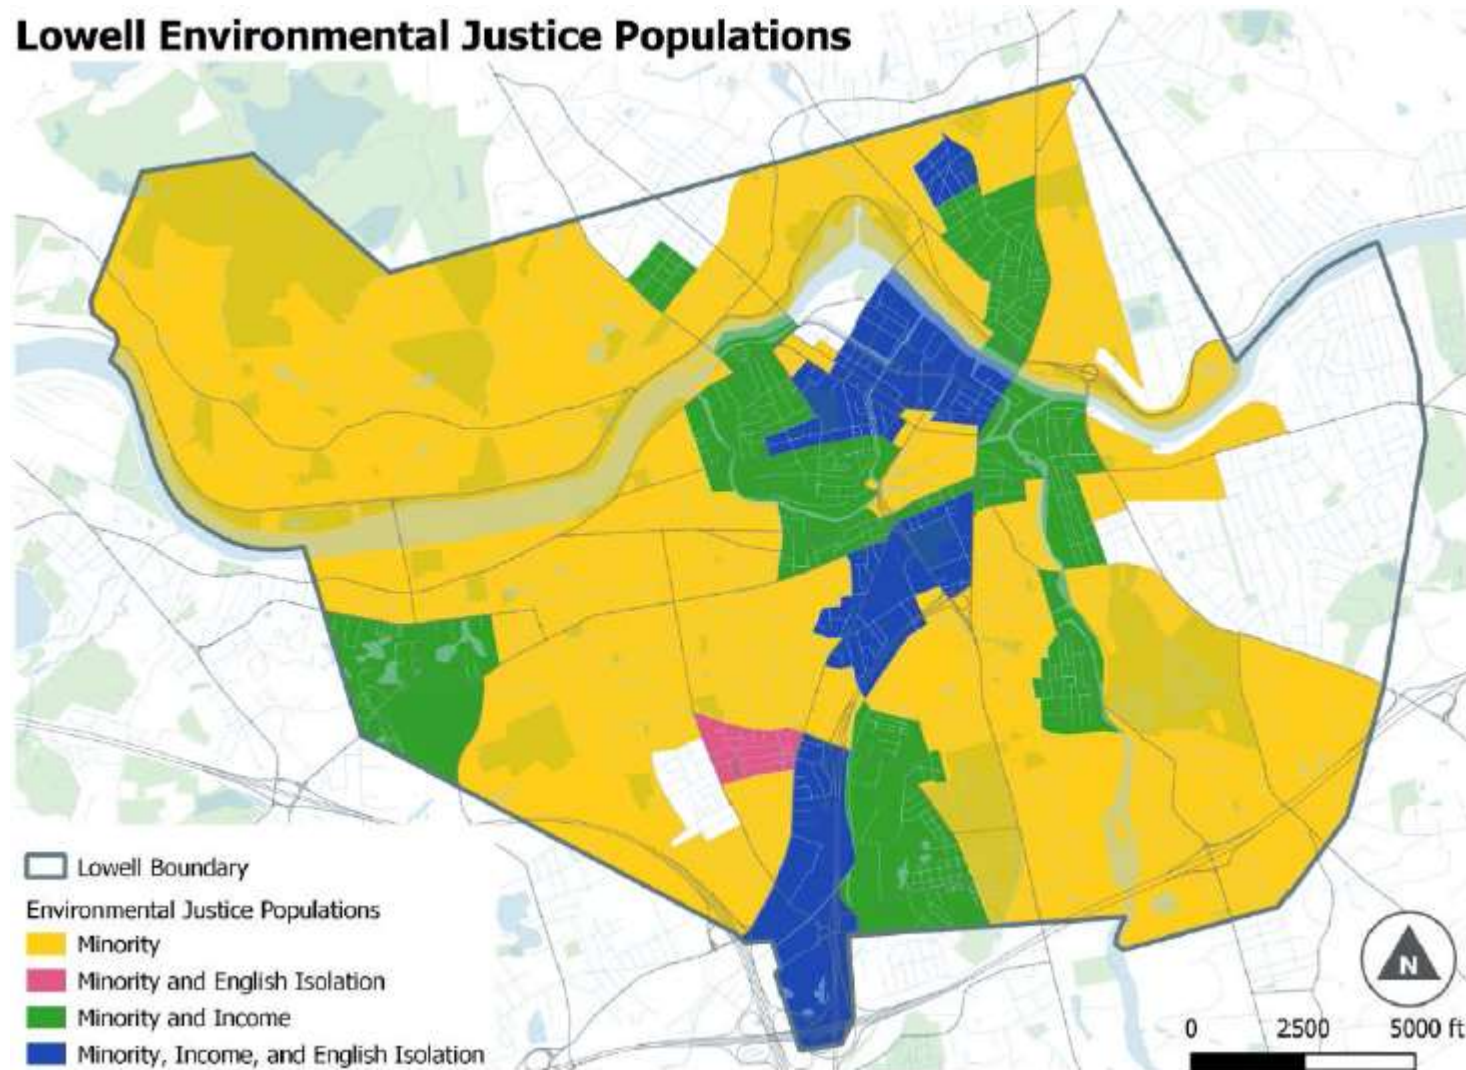 Lowell Environmental Justice Populations
Lowell Boundary
Environmental Justice Populations
Minority
Minority and English Isolation
Minority and Income
Minority, Income, and English Isolation
N
0 2500 5000 ft